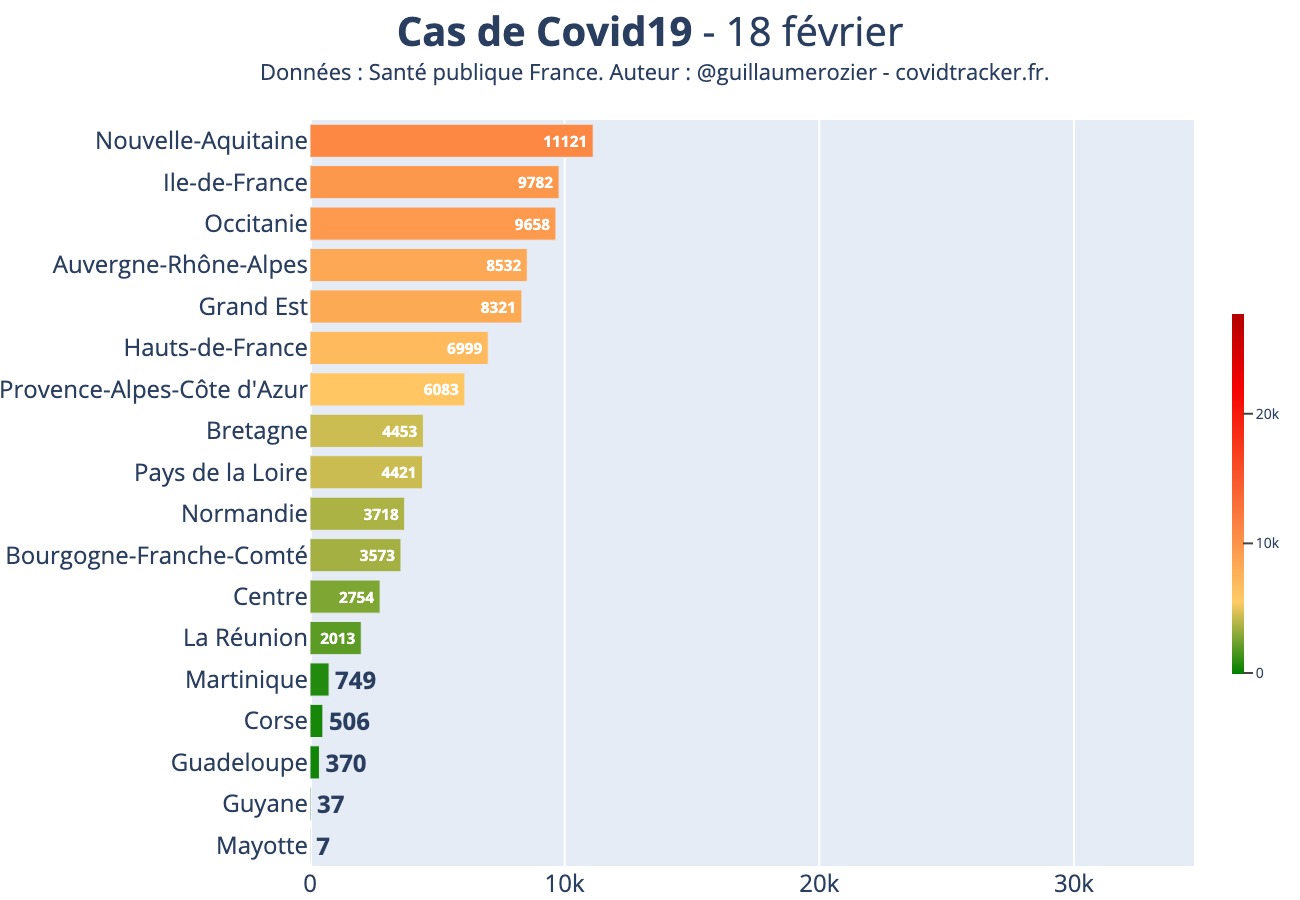 Cas de Covid19 - 18 février
Données : Santé publique France. Auteur : @guillaumerozier - covidtracker.fr.
Nouvelle-Aquitaine 11121
Ile-de-France 9782
Occitanie 9658
Auvergne-Rhône-Alpes 8532
Grand Est 8321
Hauts-de-France 6999
Provence-Alpes-Côte d'Azur 6083
Bretagne 4453
Pays de la Loire 4421
Normandie 3718
Bourgogne-Franche-Comté 3573
Centre 2754
La Réunion 2013
Martinique 749
Corse 506
Guadeloupe 370
Guyane 37
Mayotte 7
0 10k 20k 30k
20k
10k
0